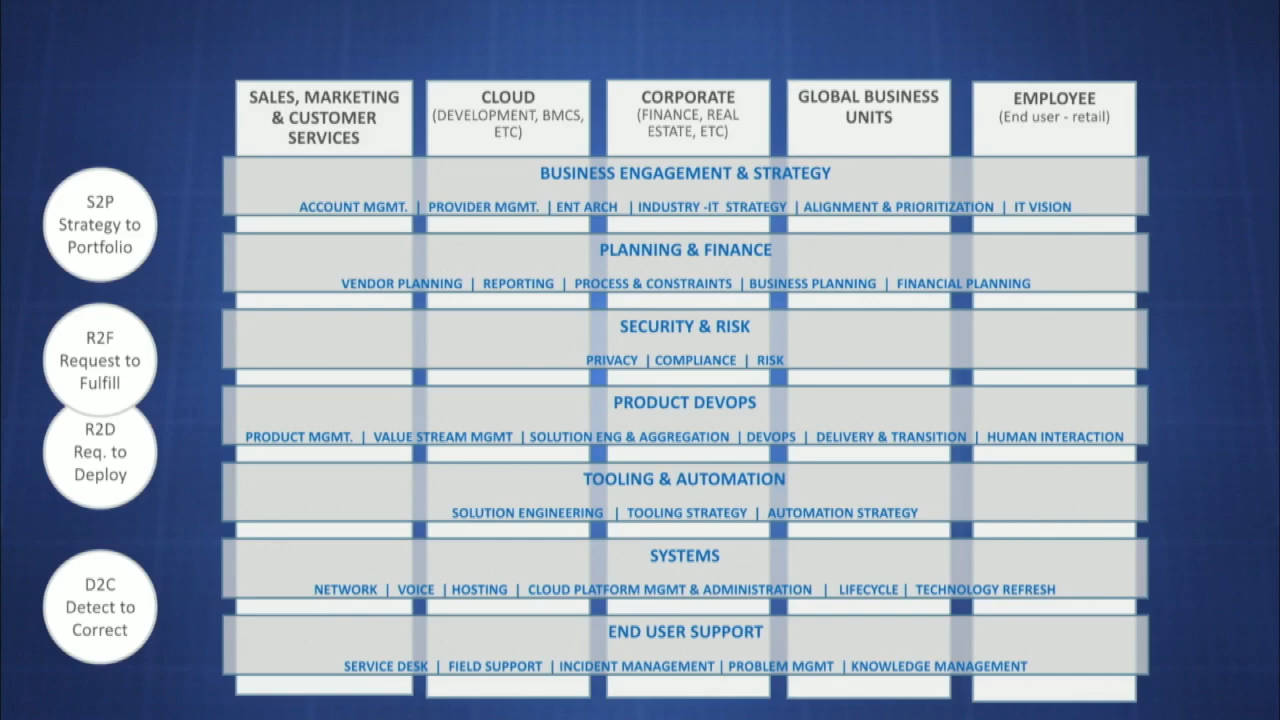 SALES, MARKETING
& CUSTOMER
SERVICES
CLOUD
(DEVELOPMENT, BMCS,
ETC)
CORPORATE
(FINANCE, REAL
ESTATE, ETC)
GLOBAL BUSINESS
UNITS
EMPLOYEE
(End user - retail)
S2P
Strategy to
Portfolio
BUSINESS ENGAGEMENT & STRATEGY
ACCOUNT MGMT. | PROVIDER MGMT. | ENT ARCH | INDUSTRY -IT STRATEGY | ALIGNMENT & PRIORITIZATION | IT VISION
PLANNING & FINANCE
VENDOR PLANNING | REPORTING | PROCESS & CONSTRAINTS | BUSINESS PLANNING | FINANCIAL PLANNING
R2F
Request to
Fulfill
SECURITY & RISK
PRIVACY | COMPLIANCE | RISK
R2D
Req. to
Deploy
PRODUCT DEVOPS
PRODUCT MGMT. | VALUE STREAM MGMT | SOLUTION ENG & AGGREGATION | DEVOPS | DELIVERY & TRANSITION | HUMAN INTERACTION
TOOLING & AUTOMATION
SOLUTION ENGINEERING | TOOLING STRATEGY | AUTOMATION STRATEGY
D2C
Detect to
Correct
SYSTEMS
NETWORK | VOICE | HOSTING | CLOUD PLATFORM MGMT & ADMINISTRATION | LIFECYCLE | TECHNOLOGY REFRESH
END USER SUPPORT
SERVICE DESK | FIELD SUPPORT | INCIDENT MANAGEMENT | PROBLEM MGMT | KNOWLEDGE MANAGEMENT